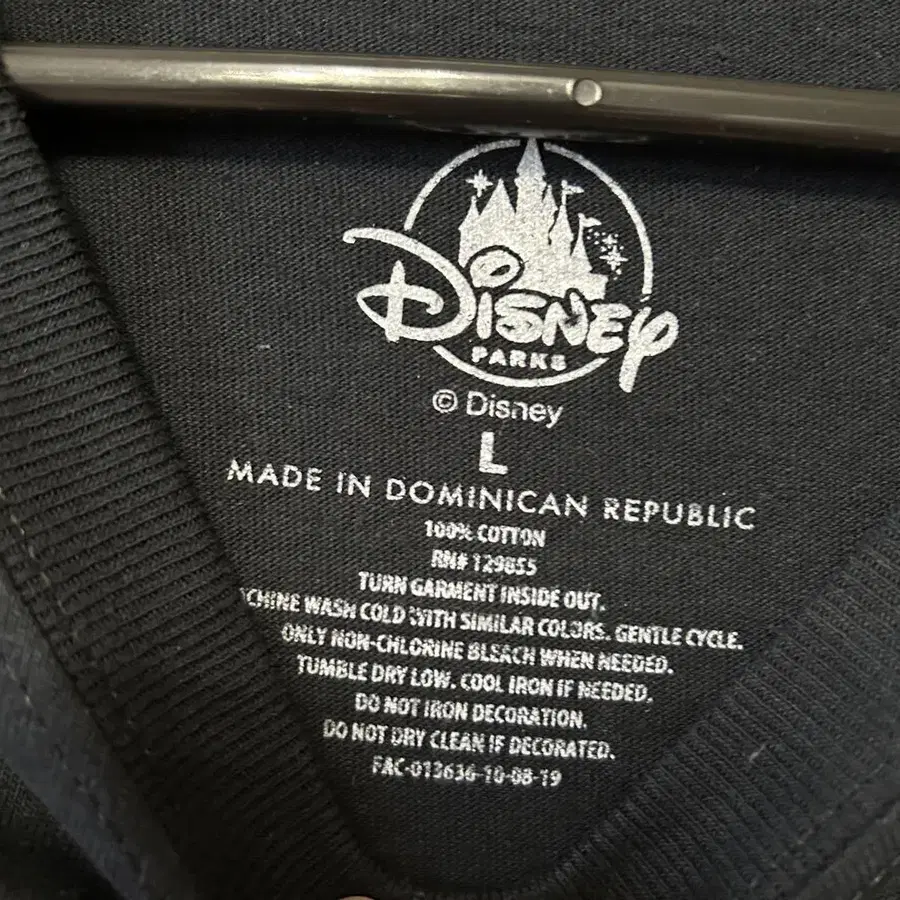 Disney
PARKS
© Disney
L
MADE IN DOMINICAN REPUBLIC
100% COTTON
RN# 129855
TURN GARMENT INSIDE OUT.
CHINE WASH COLD WITH SIMILAR COLORS. GENTLE CYCLE.
ONLY NON-CHLORINE BLEACH WHEN NEEDED.
TUMBLE DRY LOW. COOL IRON IF NEEDED.
DO NOT IRON DECORATION.
DO NOT DRY CLEAN IF DECORATED.
FAC-013636-10-08-19